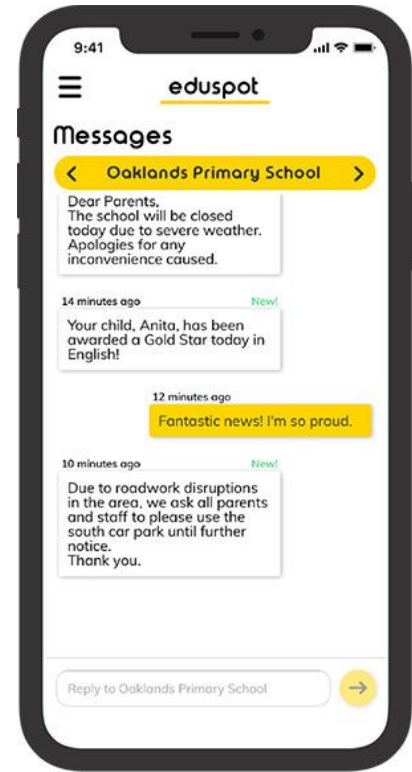 9:41
eduspot
Messages
< Oaklands Primary School >
Dear Parents,
The school will be closed
today due to severe weather.
Apologies for any
inconvenience caused.
14 minutes ago New!
Your child, Anita, has been
awarded a Gold Star today in
English!
12 minutes ago
Fantastic news! I'm so proud.
10 minutes ago New!
Due to roadwork disruptions
in the area, we ask all parents
and staff to please use the
south car park until further
notice.
Thank you.
Reply to Oaklands Primary School